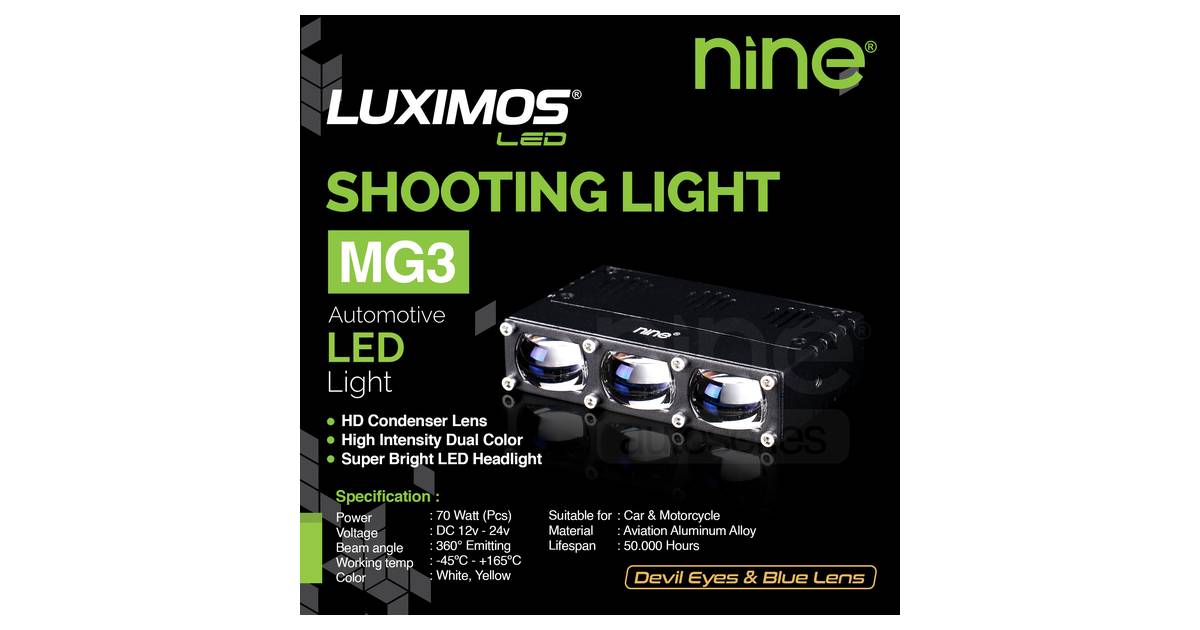 nine®
LUXIMOS®
LED
SHOOTING LIGHT
MG3
Automotive
LED
Light
nine®
HD Condenser Lens
High Intensity Dual Color
Super Bright LED Headlight
Specification :
Power : 70 Watt (Pcs)
Voltage : DC 12v - 24v
Beam angle : 360° Emitting
Working temp : -45ºC - +165ºC
Color : White, Yellow
Suitable for : Car & Motorcycle
Material : Aviation Aluminum Alloy
Lifespan : 50.000 Hours
Devil Eyes & Blue Lens